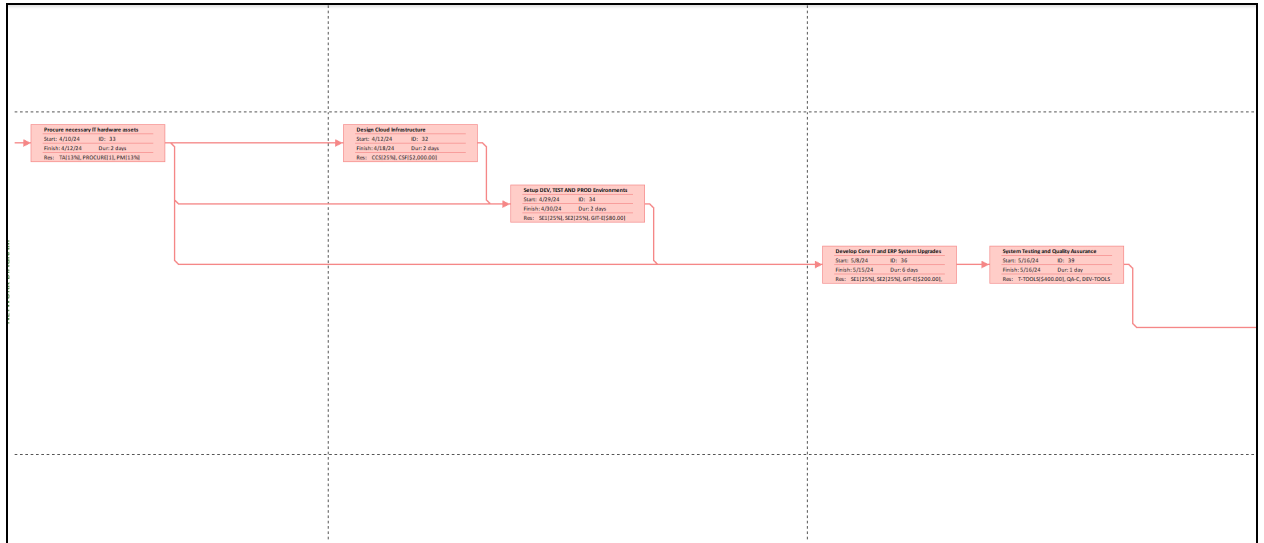 Procure necessary IT hardware assets
Start: 4/10/24 ID: 33
Finish: 4/12/24 Dur: 2 days
Res: TA[13%], PROCURE[1], PM[13%]
Design Cloud Infrastructure
Start: 4/12/24 ID: 32
Finish: 4/18/24 Dur: 2 days
Res: CCS[25%], CSF[$2,000.00]
Setup DEV, TEST AND PROD Environments
Start: 4/29/24 ID: 34
Finish: 4/30/24 Dur: 2 days
Res: SE1[25%], SE2[25%], GIT-E[$80.00]
Develop Core IT and ERP System Upgrades
Start: 5/8/24 ID: 36
Finish: 5/15/24 Dur: 6 days
Res: SE1[25%], SE2[25%], GIT-E[$200.00],
System Testing and Quality Assurance
Start: 5/16/24 ID: 39
Finish: 5/16/24 Dur: 1 day
Res: T-TOOLS[$400.00], QA-C, DEV-TOOLS